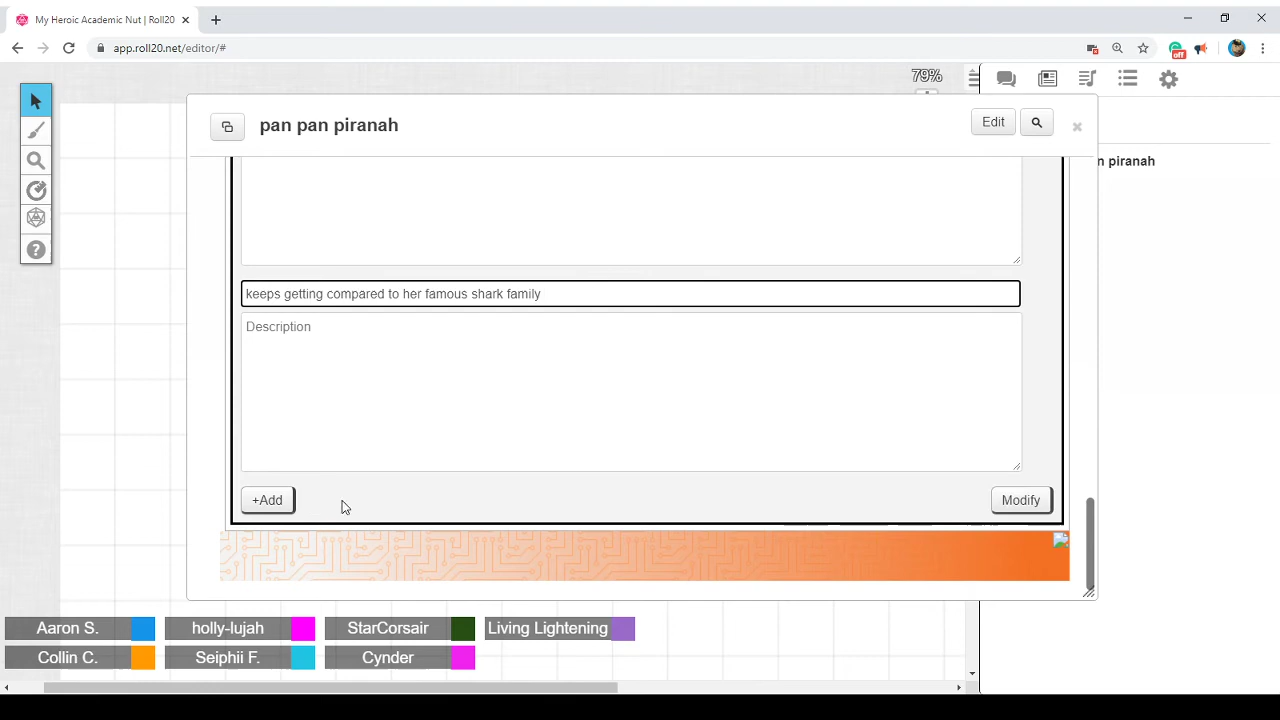 My Heroic Academic Nut | Roll20
app.roll20.net/editor/#
off
79%
pan pan piranah
Edit
n piranah
keeps getting compared to her famous shark family
Description
+Add
Modify
Aaron S.
holly-lujah
StarCorsair
Living Lightening
Collin C.
Seiphii F.
Cynder